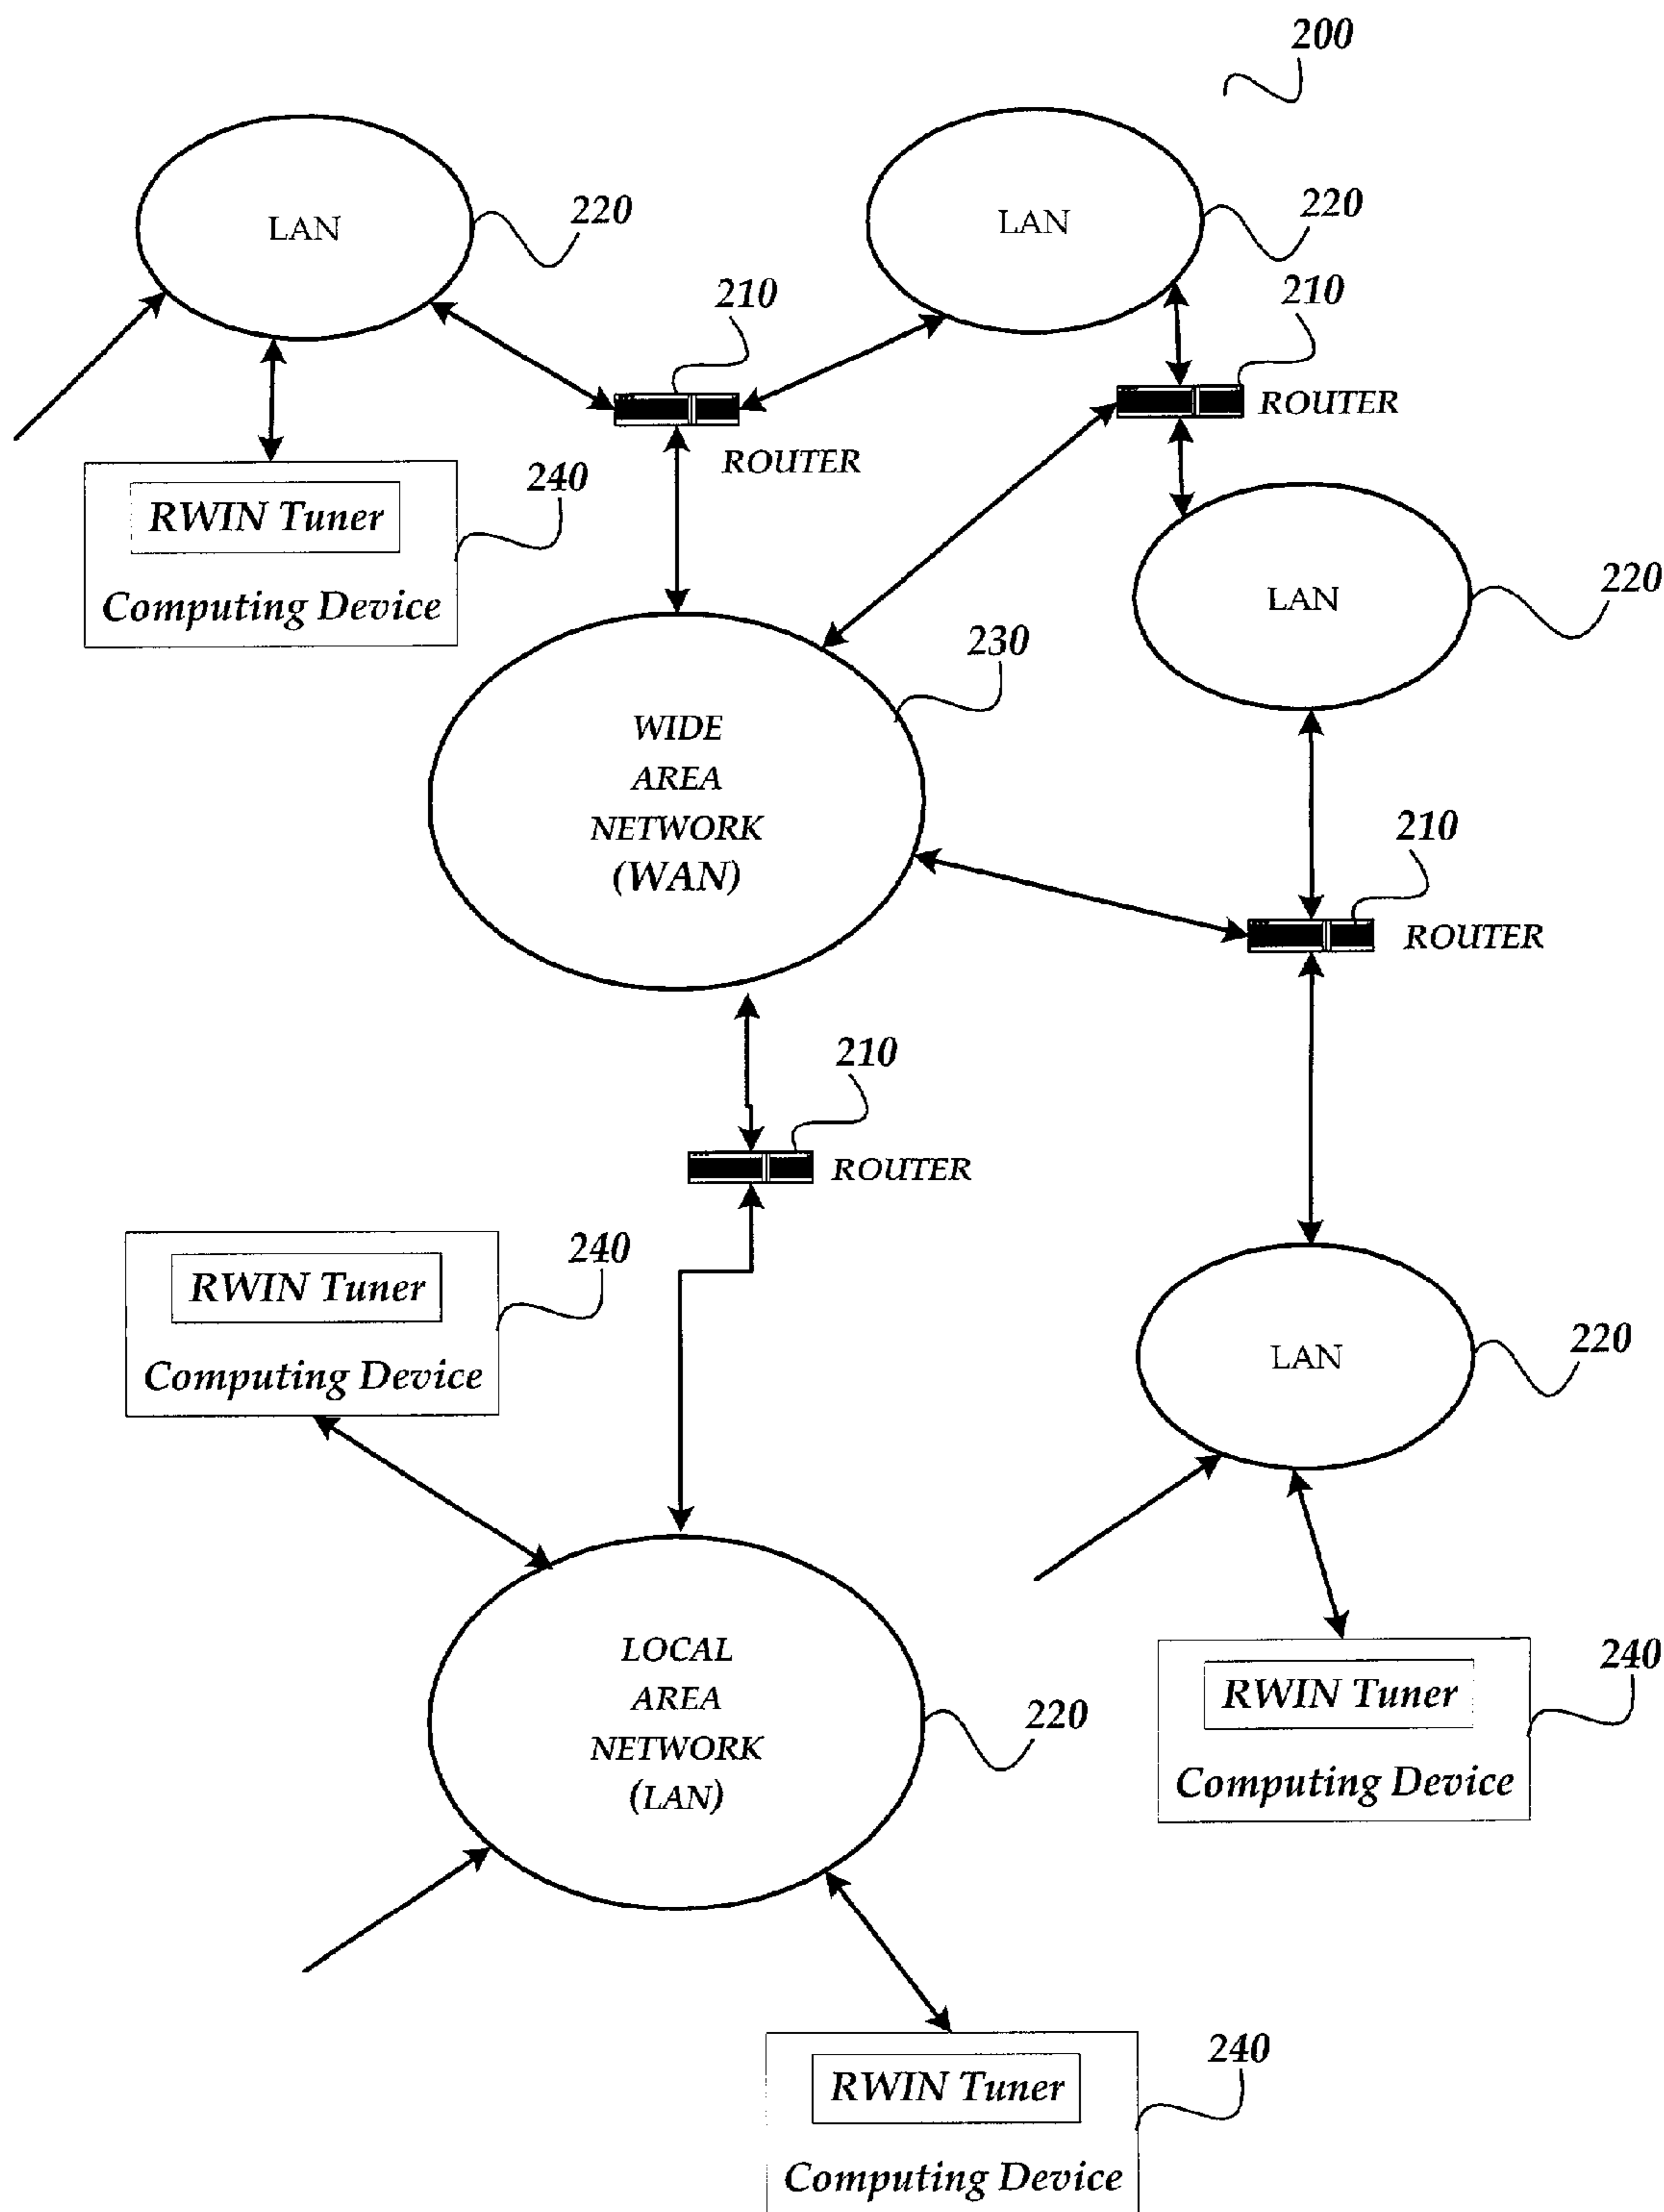 200
LAN
220
LAN
220
210
ROUTER
210
ROUTER
RWIN Tuner
Computing Device
240
LAN
220
WIDE
AREA
NETWORK
(WAN)
230
210
ROUTER
210
ROUTER
RWIN Tuner
Computing Device
240
LAN
220
LOCAL
AREA
NETWORK
(LAN)
220
RWIN Tuner
Computing Device
240
RWIN Tuner
Computing Device
240